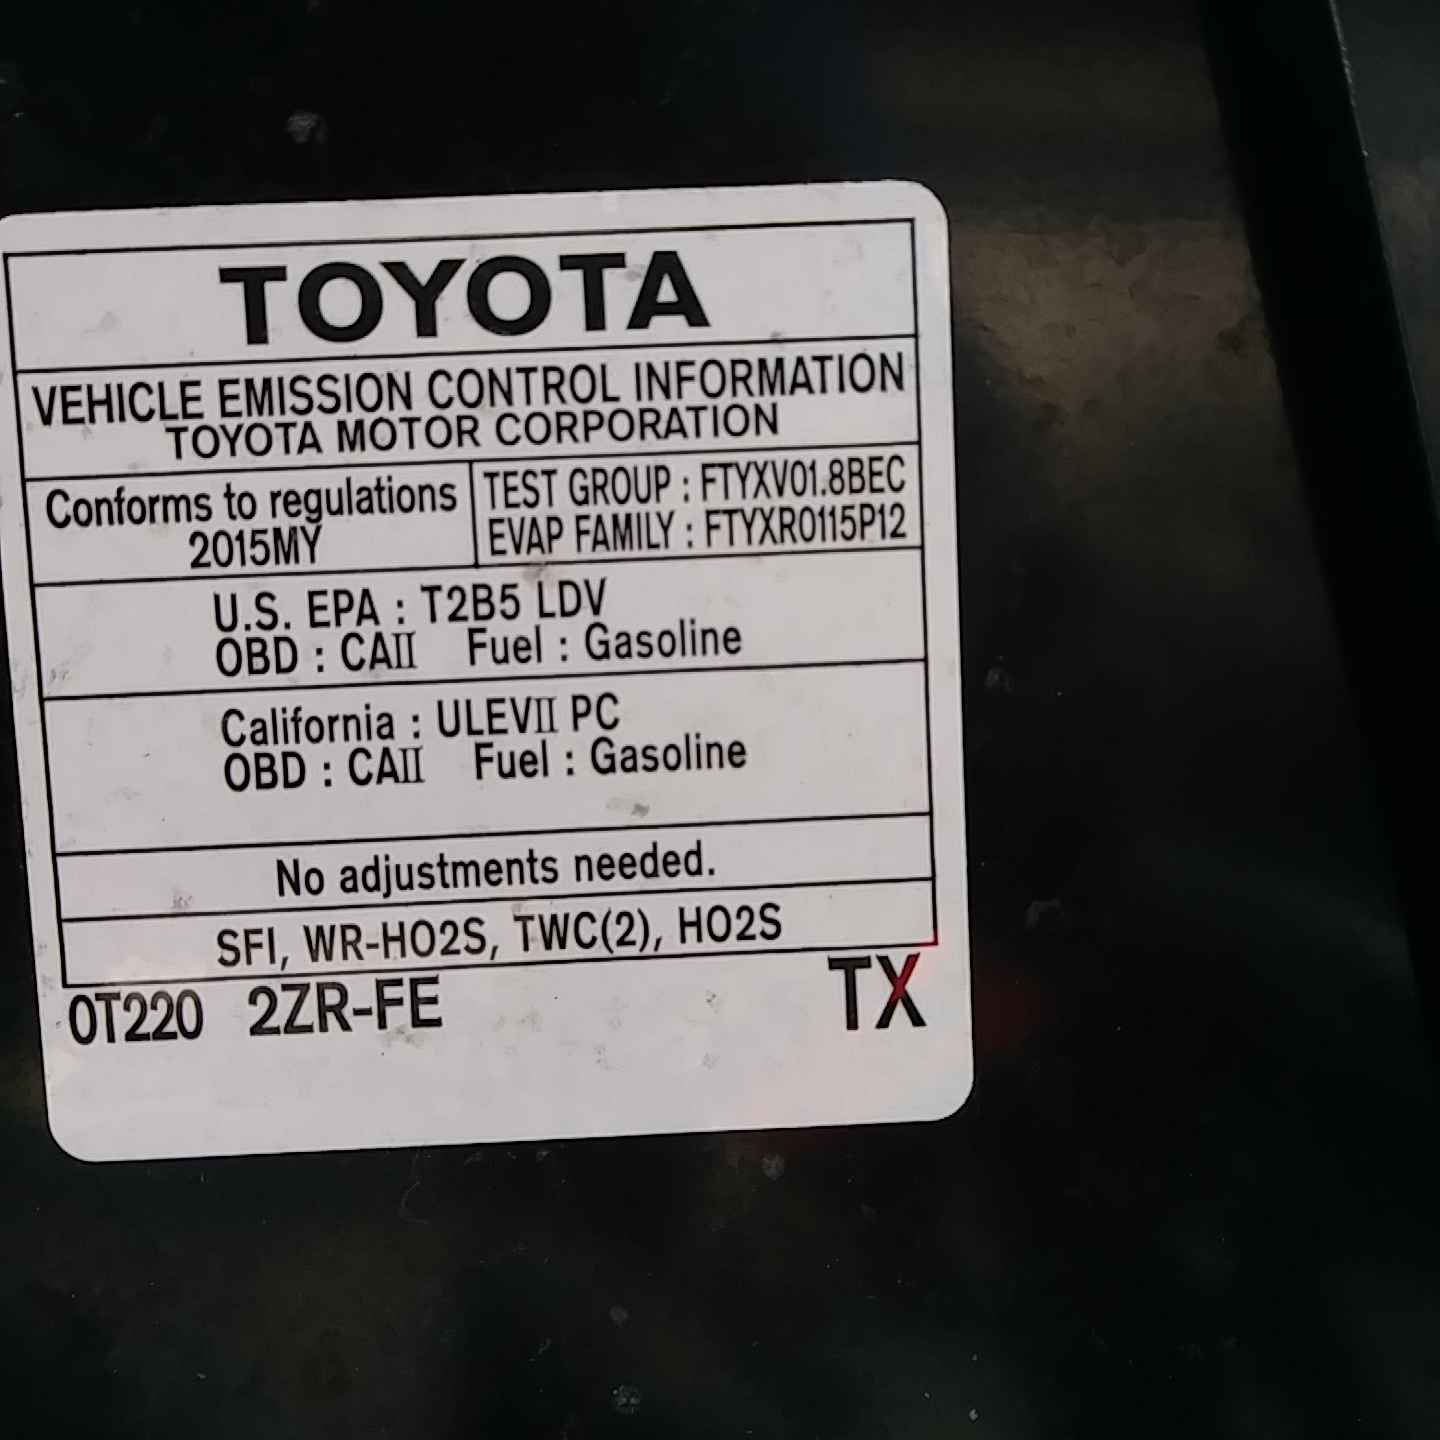 TOYOTA
VEHICLE EMISSION CONTROL INFORMATION
TOYOTA MOTOR CORPORATION
Conforms to regulations
2015MY
TEST GROUP : FTYXV01.8BEC
EVAP FAMILY : FTYXR0115P12
U.S. EPA : T2B5 LDV
OBD : CAII Fuel : Gasoline
California : ULEVII PC
OBD : CAII Fuel : Gasoline
No adjustments needed.
SFI, WR-HO2S, TWC(2), HO2S
0T220 2ZR-FE TX